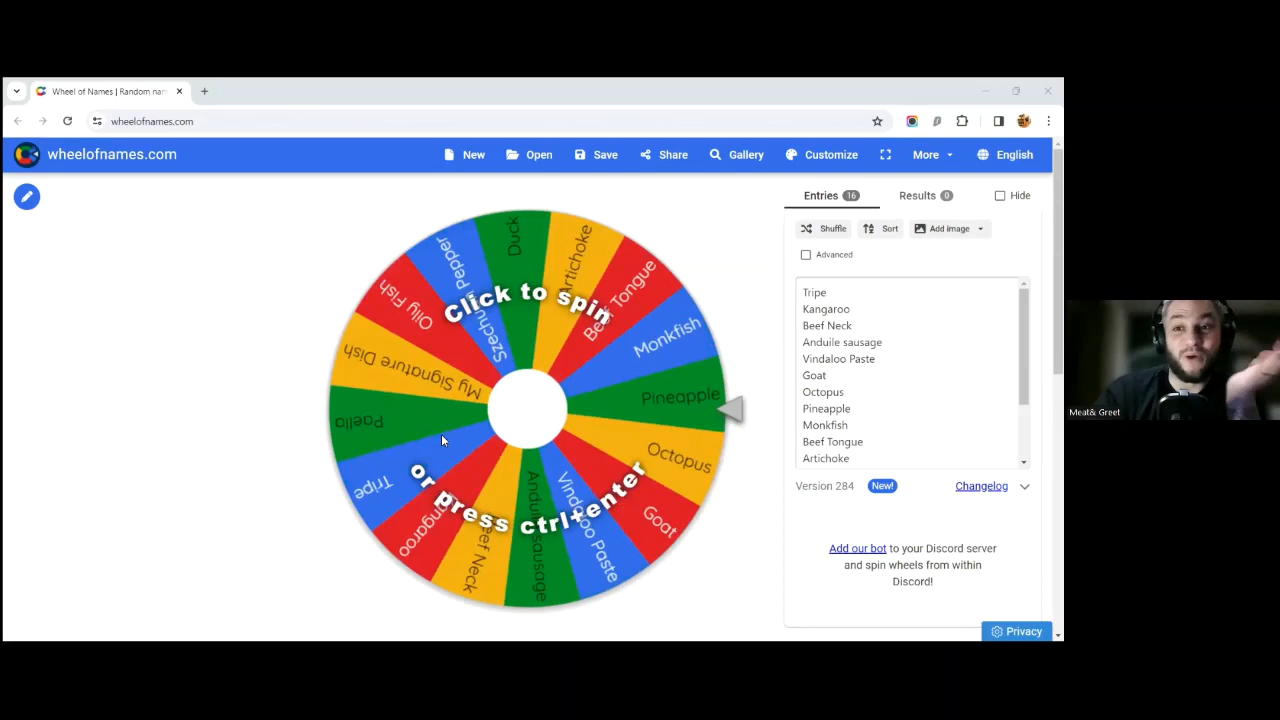 Wheel of Names | Random nam
wheelofnames.com
wheelofnames.com
New
Open
Save
Share
Gallery
Customize
More
English
Entries 16
Results 0
Hide
Shuffle
Sort
Add image
Advanced
Tripe
Kangaroo
Beef Neck
Anduile sausage
Vindaloo Paste
Goat
Octopus
Pineapple
Monkfish
Beef Tongue
Artichoke
Version 284
New!
Changelog
Add our bot to your Discord server
and spin wheels from within
Discord!
Privacy
Click to spin
or press ctrl+enter
Duck
Artichoke
Beef Tongue
Monkfish
Pineapple
Octopus
Goat
Vindaloo Paste
Anduile sausage
Beef Neck
Kangaroo
Tripe
Paella
My Signature Dish
Oily Fish
Szechuan Pepper
Meat& Greet